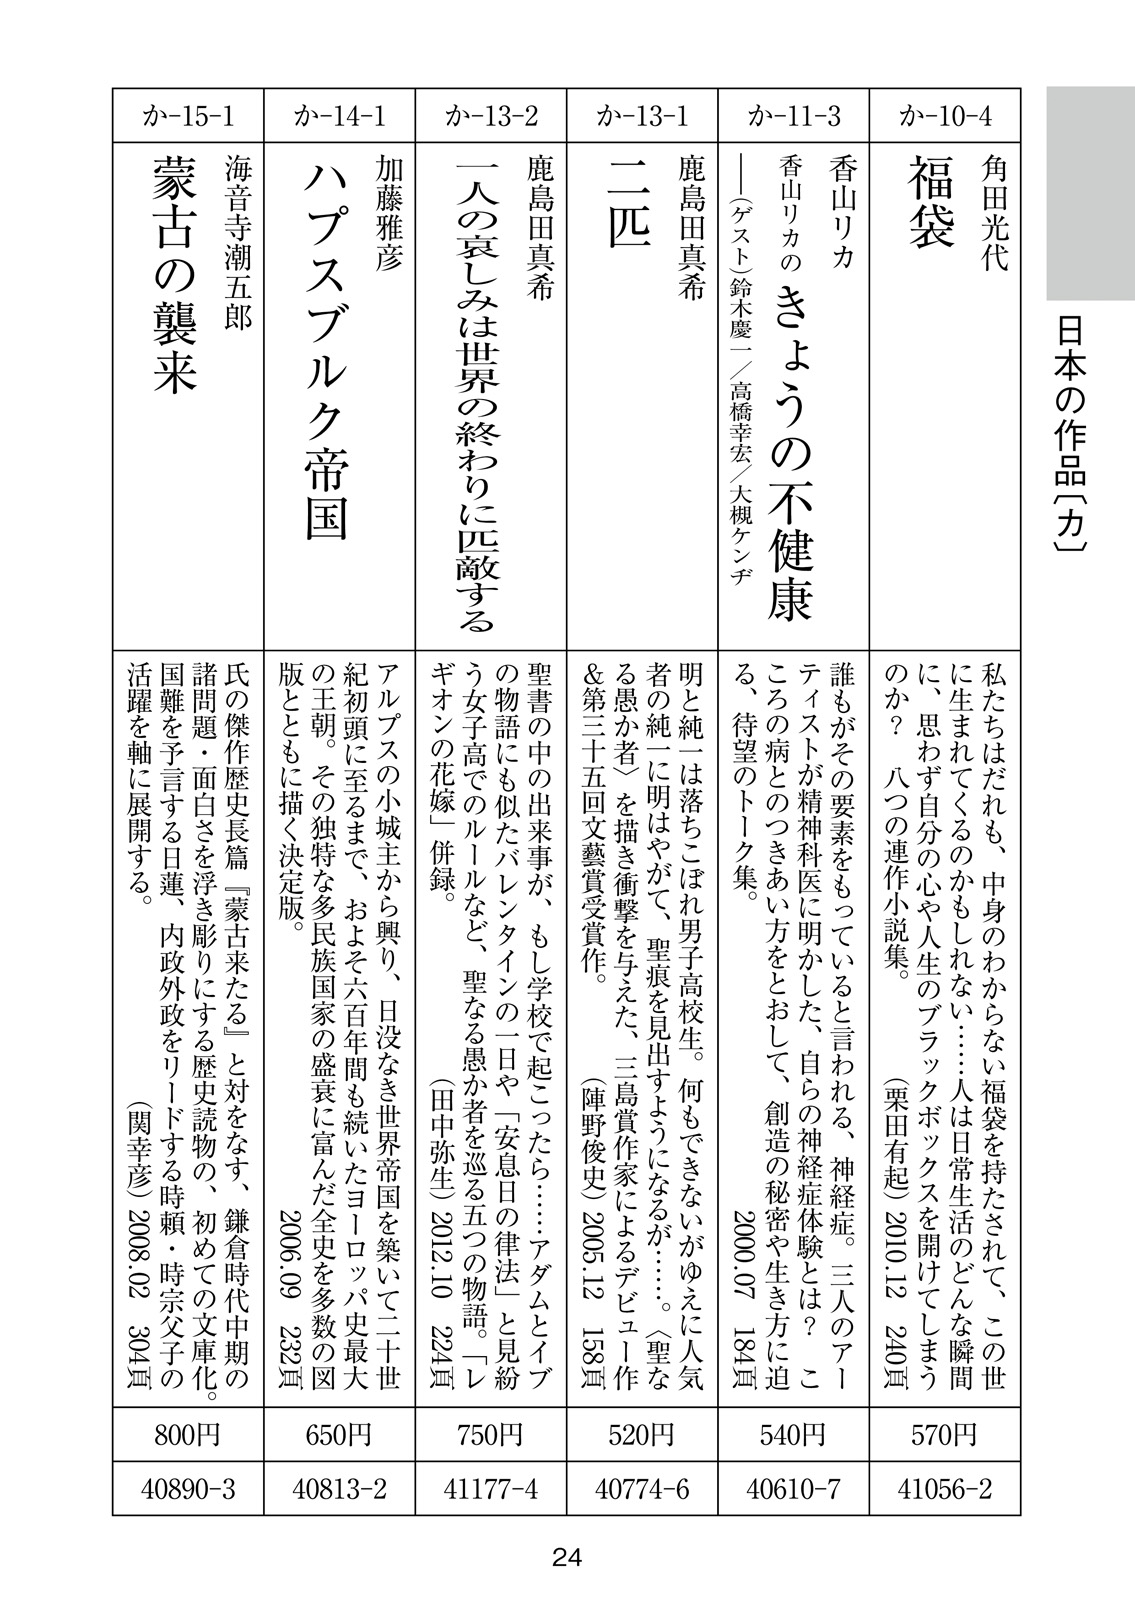 日本の作品〔カ〕
か-10-4
角田光代
福袋
私たちはだれも、中身のわからない福袋を持たされて、この世
に生まれてくるのかもしれない……人は日常生活のどんな瞬間
に、思わず自分の心や人生のブラックボックスを開けてしまう
のか？　八つの連作小説集。　（栗田有起）2010.12　240頁
570円
41056-2
か-11-3
香山リカ
香山リカの きょうの不健康
――（ゲスト）鈴木慶一／高橋幸宏／大槻ケンヂ
誰もがその要素をもっていると言われる、神経症。三人のアー
ティストが精神科医に明かした、自らの神経症体験とは？　こ
ころの病とのつきあい方をとおして、創造の秘密や生き方に迫
る、待望のトーク集。　2000.07　184頁
540円
40610-7
か-13-1
鹿島田真希
二匹
明と純一は落ちこぼれ男子高校生。何もできないがゆえに人気
者の純一に明はやがて、聖痕を見出すようになるが……。〈聖な
る愚か者〉を描き衝撃を与えた、三島賞作家によるデビュー作
＆第三十五回文藝賞受賞作。　（陣野俊史）2005.12　158頁
520円
40774-6
か-13-2
鹿島田真希
一人の哀しみは世界の終わりに匹敵する
聖書の中の出来事が、もし学校で起こったら……アダムとイブ
の物語にも似たバレンタインの一日や「安息日の律法」と見紛
う女子高でのルールなど、聖なる愚か者を巡る五つの物語。「レ
ギオンの花嫁」併録。　（田中弥生）2012.10　224頁
750円
41177-4
か-14-1
加藤雅彦
ハプスブルク帝国
アルプスの小城主から興り、日没なき世界帝国を築いて二十世
紀初頭に至るまで、およそ六百年間も続いたヨーロッパ史最大
の王朝。その独特な多民族国家の盛衰に富んだ全史を多数の図
版とともに描く決定版。　2006.09　232頁
650円
40813-2
か-15-1
海音寺潮五郎
蒙古の襲来
氏の傑作歴史長篇『蒙古来たる』と対をなす、鎌倉時代中期の
諸問題・面白さを浮き彫りにする歴史読物の、初めての文庫化。
国難を予言する日蓮、内政外政をリードする時頼・時宗父子の
活躍を軸に展開する。　（関幸彦）2008.02　304頁
800円
40890-3
24